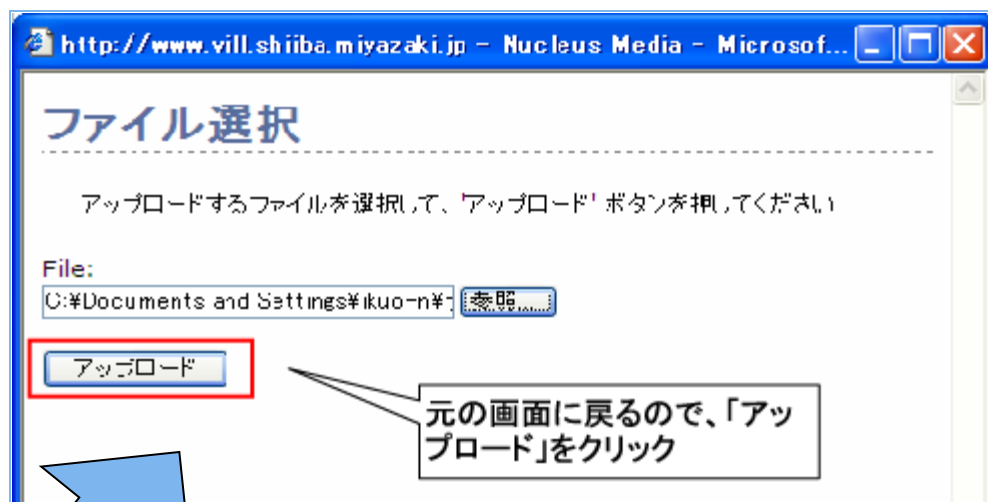 http://www.vill.shiiba.miyazaki.jp - Nucleus Media - Microsof...
ファイル選択
アップロードするファイルを選択して、'アップロード' ボタンを押してください
File:
C:¥Documents and Settings¥ikuo-n¥
参照...
アップロード
元の画面に戻るので、「アッ
プロード」をクリック